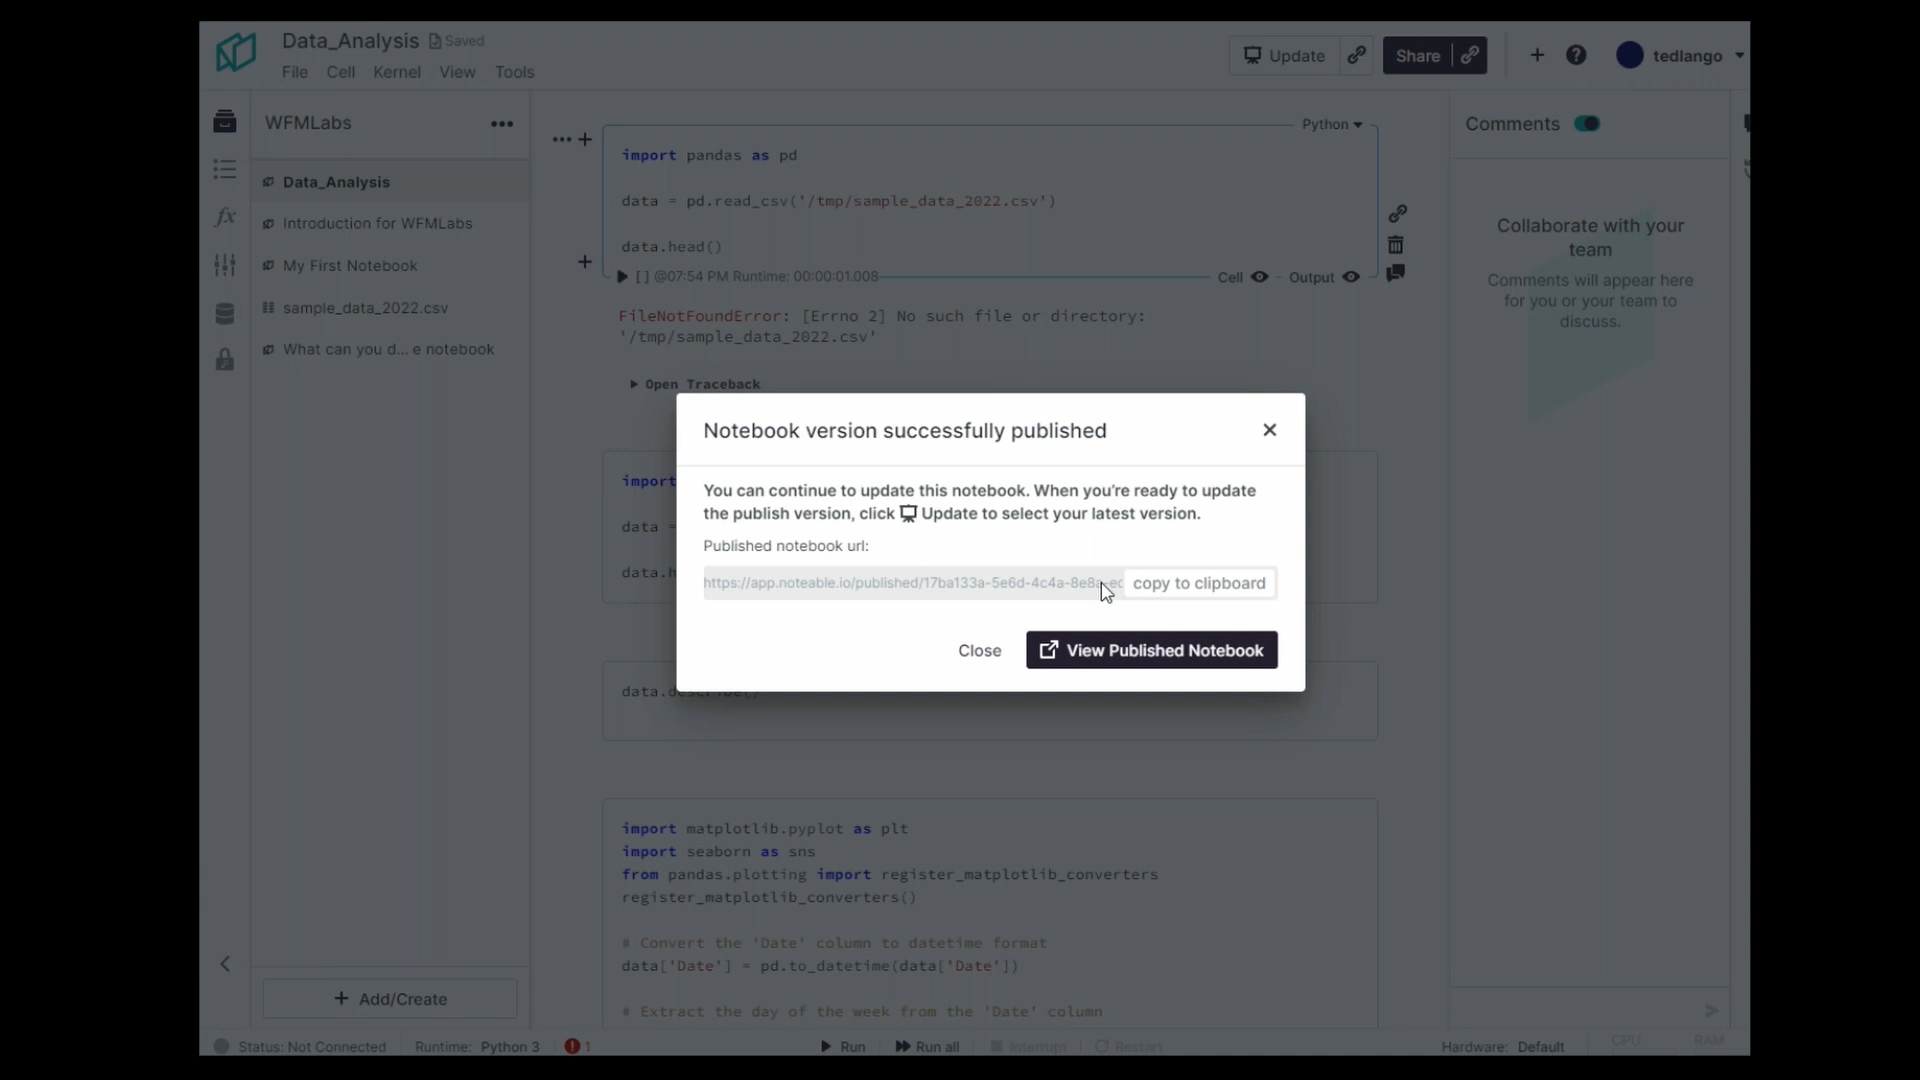 Data_Analysis Saved
File Cell Kernel View Tools
Update Share tedlango
WFMLabs
Data_Analysis
Introduction for WFMLabs
My First Notebook
sample_data_2022.csv
What can you d... e notebook
Add/Create
Python
import pandas as pd
data = pd.read_csv('/tmp/sample_data_2022.csv')
data.head()
[] @07:54 PM Runtime: 00:00:01.008 Cell Output
FileNotFoundError: [Errno 2] No such file or directory:
'/tmp/sample_data_2022.csv'
Open Traceback
import
data =
data.h
Notebook version successfully published
You can continue to update this notebook. When you're ready to update
the publish version, click Update to select your latest version.
Published notebook url:
https://app.noteable.io/published/17ba133a-5e6d-4c4a-8e8a-ec copy to clipboard
Close View Published Notebook
data.describe()
import matplotlib.pyplot as plt
import seaborn as sns
from pandas.plotting import register_matplotlib_converters
register_matplotlib_converters()
# Convert the 'Date' column to datetime format
data['Date'] = pd.to_datetime(data['Date'])
# Extract the day of the week from the 'Date' column
Comments
Collaborate with your
team
Comments will appear here
for you or your team to
discuss.
Status: Not Connected Runtime: Python 3 1 Run Run all Interrupt Restart Hardware: Default CPU RAM